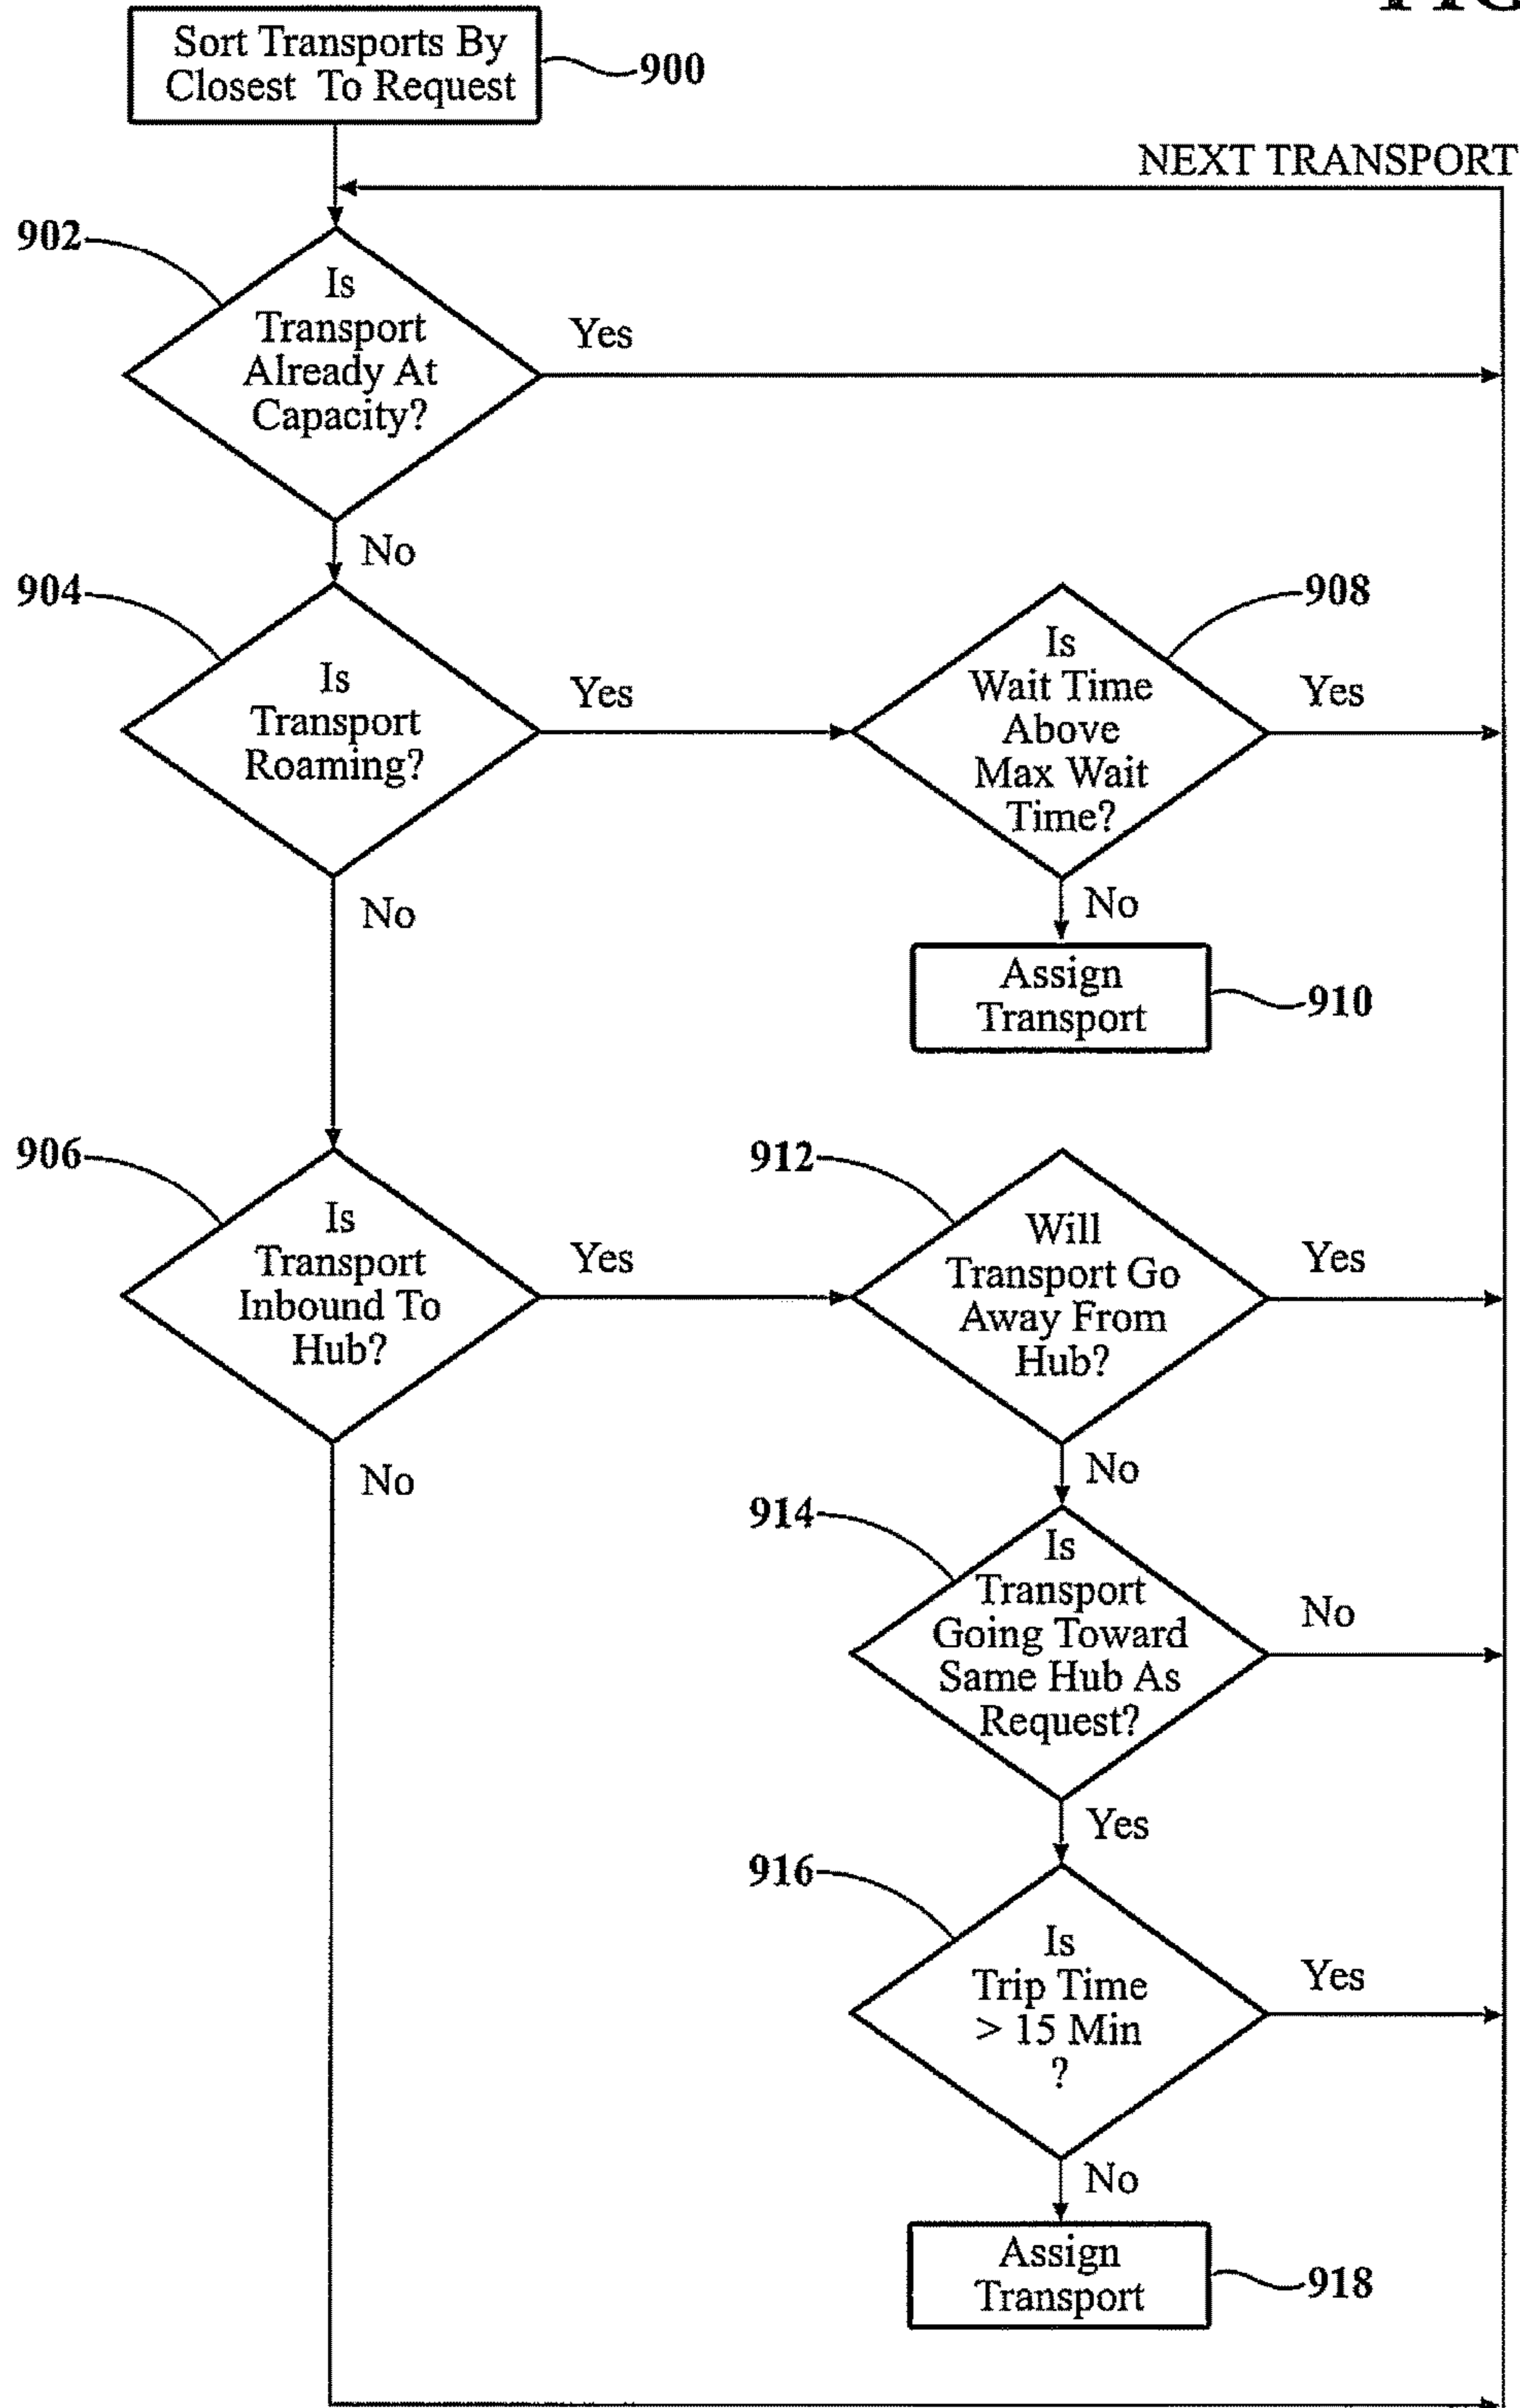 Sort Transports By
Closest To Request
900
NEXT TRANSPORT
902
Is
Transport
Already At
Capacity?
Yes
No
904
Is
Transport
Roaming?
Yes
908
Is
Wait Time
Above
Max Wait
Time?
Yes
No
No
Assign
Transport
910
906
Is
Transport
Inbound To
Hub?
Yes
912
Will
Transport Go
Away From
Hub?
Yes
No
No
914
Is
Transport
Going Toward
Same Hub As
Request?
No
Yes
916
Is
Trip Time
> 15 Min
?
Yes
No
Assign
Transport
918